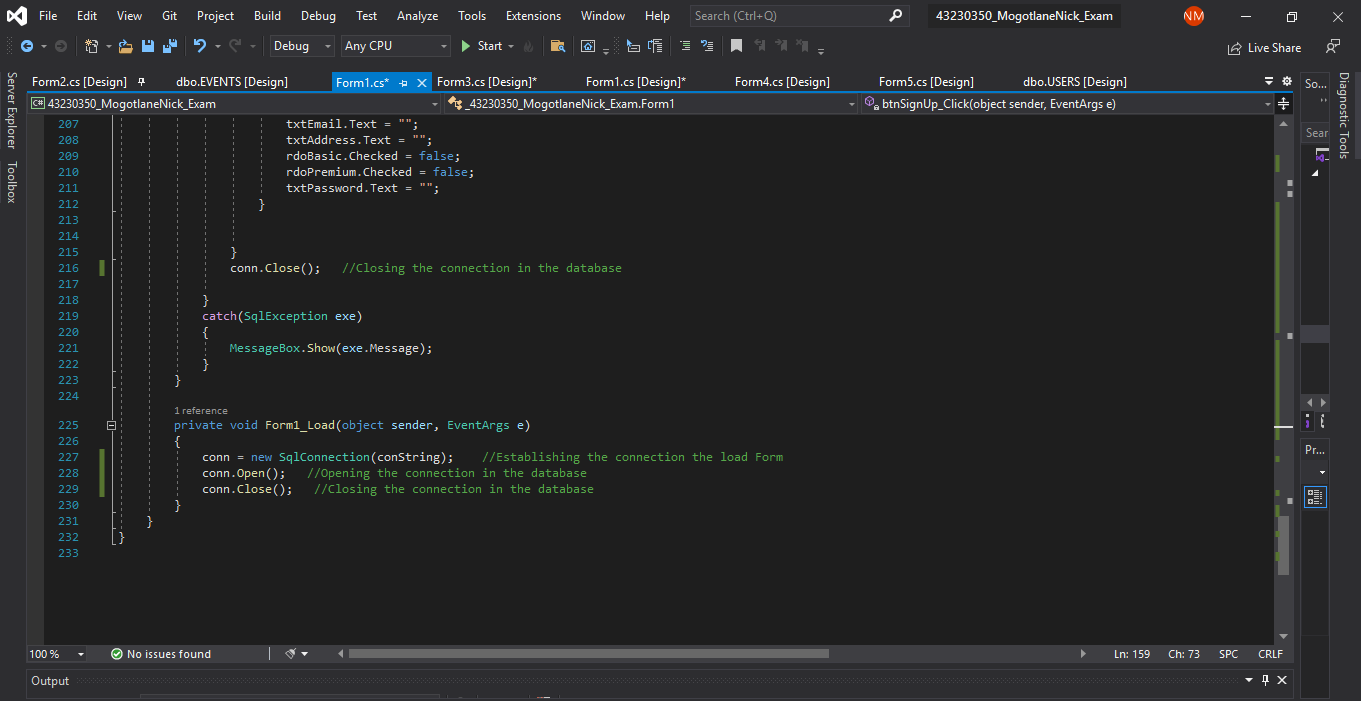 File Edit View Git Project Build Debug Test Analyze Tools Extensions Window Help Search (Ctrl+Q) 43230350_MogotlaneNick_Exam NM
Debug Any CPU Start Live Share
Server Explorer
Toolbox
Form2.cs [Design] dbo.EVENTS [Design] Form1.cs* Form3.cs [Design]* Form1.cs [Design]* Form4.cs [Design] Form5.cs [Design] dbo.USERS [Design]
C# 43230350_MogotlaneNick_Exam _43230350_MogotlaneNick_Exam.Form1 btnSignUp_Click(object sender, EventArgs e)
207 txtEmail.Text = "";
208 txtAddress.Text = "";
209 rdoBasic.Checked = false;
210 rdoPremium.Checked = false;
211 txtPassword.Text = "";
212 }
213
214
215 }
216 conn.Close(); //Closing the connection in the database
217
218 }
219 catch(SqlException exe)
220 {
221 MessageBox.Show(exe.Message);
222 }
223 }
224
1 reference
225 private void Form1_Load(object sender, EventArgs e)
226 {
227 conn = new SqlConnection(conString); //Establishing the connection the load Form
228 conn.Open(); //Opening the connection in the database
229 conn.Close(); //Closing the connection in the database
230 }
231 }
232 }
233
100 % No issues found Ln: 159 Ch: 73 SPC CRLF
Output
So...
Sear
Pr...
Diagnostic Tools